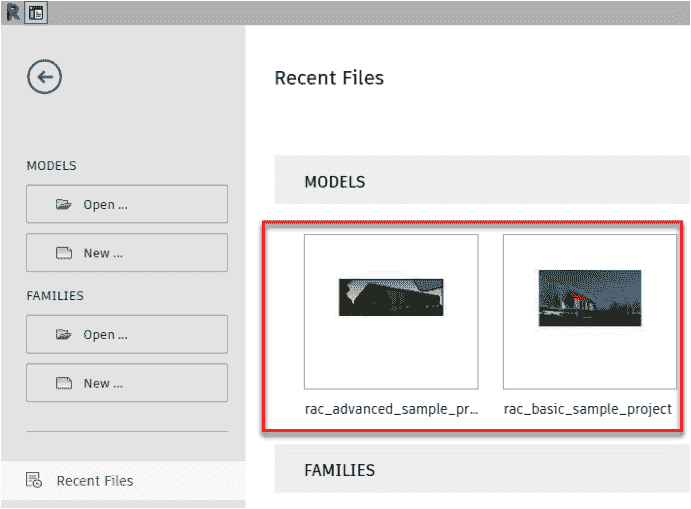 R
Recent Files
MODELS
Open ...
New ...
FAMILIES
Open ...
New ...
Recent Files
MODELS
rac_advanced_sample_pr...
rac_basic_sample_project
FAMILIES